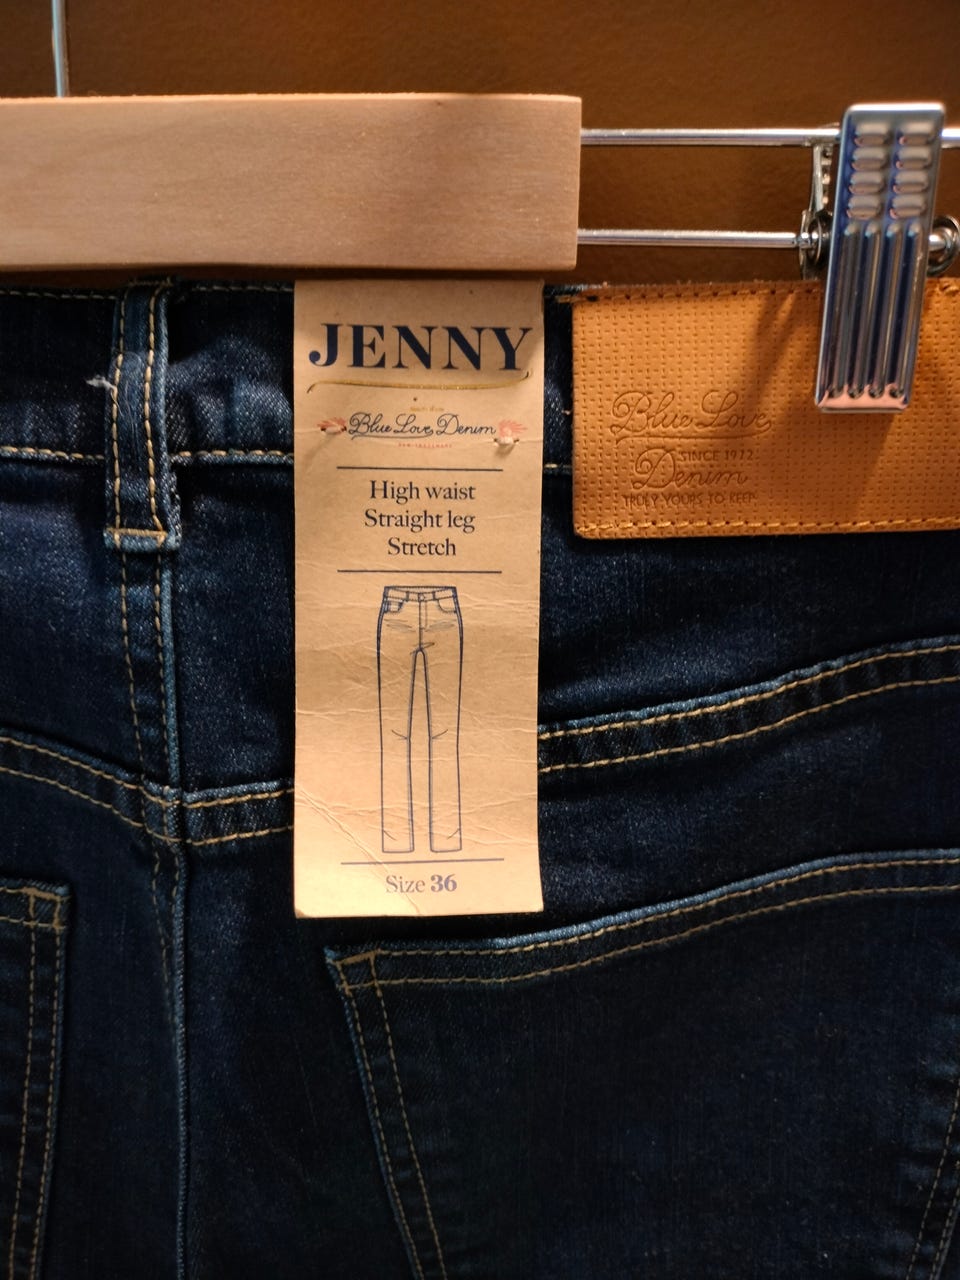 JENNY
Blue Love Denim
High waist
Straight leg
Stretch
Size 36
Blue Love
SINCE 1972
Denim
TRULY YOURS TO KEEP